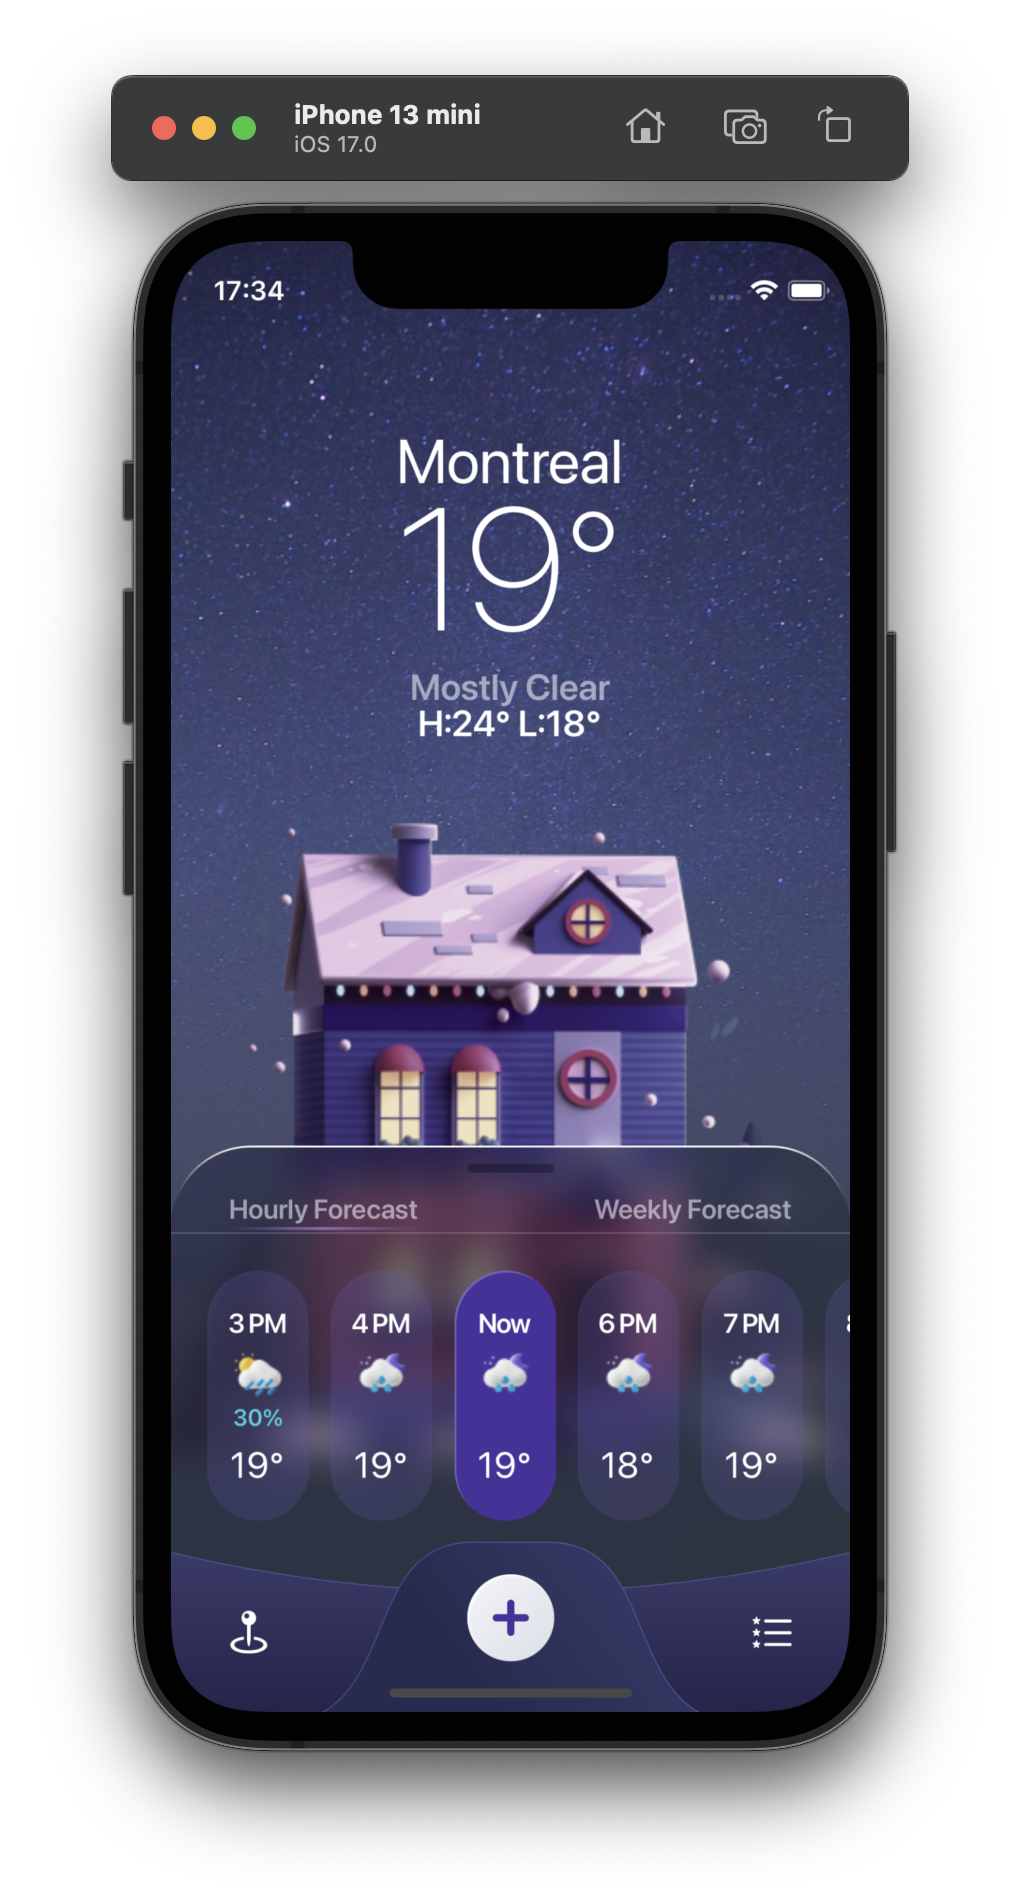 iPhone 13 mini
iOS 17.0
17:34
Montreal
19°
Mostly Clear
H:24° L:18°
Hourly Forecast Weekly Forecast
3 PM 4 PM Now 6 PM 7 PM
30%
19° 19° 19° 18° 19°